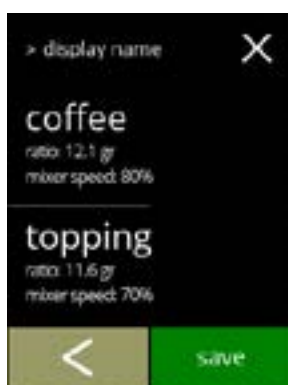 > display name
coffee
ratio: 12.1 gr
mixer speed: 80%
topping
ratio: 11.6 gr
mixer speed: 70%
save